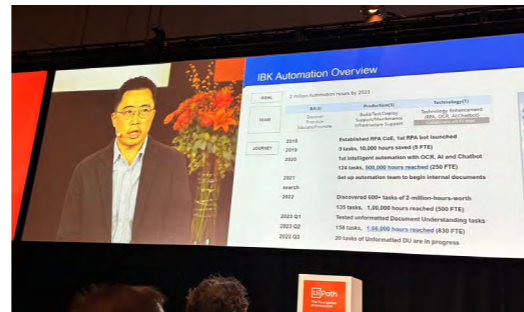 IBK Automation Overview
GOAL
2 million Automation Hours by 2023
TEAM
BA(3)
Discover
Prioritize
Educate/Promote
Production(5)
Build/Test/Deploy
Support/Maintenance
Infrastructure Support
Technology(7)
Technology Enhancement
(RPA, OCR, AI,Chatbot)
JOURNEY
2018 Established RPA CoE, 1st RPA bot launched
2019 9 tasks, 10,000 hours saved (5 FTE)
2020 1st intelligent automation with OCR, AI and Chatbot
124 tasks, 500,000 hours reached (250 FTE)
2021 Set up automation team to begin internal documents
search
2022 Discovered 600+ tasks of 2-million-hours-worth
135 tasks, 1,00,000 hours reached (500 FTE)
2023 Q1 Tested unformatted Document Understanding tasks
2023 Q2 158 tasks, 1,66,000 hours reached (830 FTE)
2023 Q3 20 tasks of Unformatted DU are in progress
UiPath